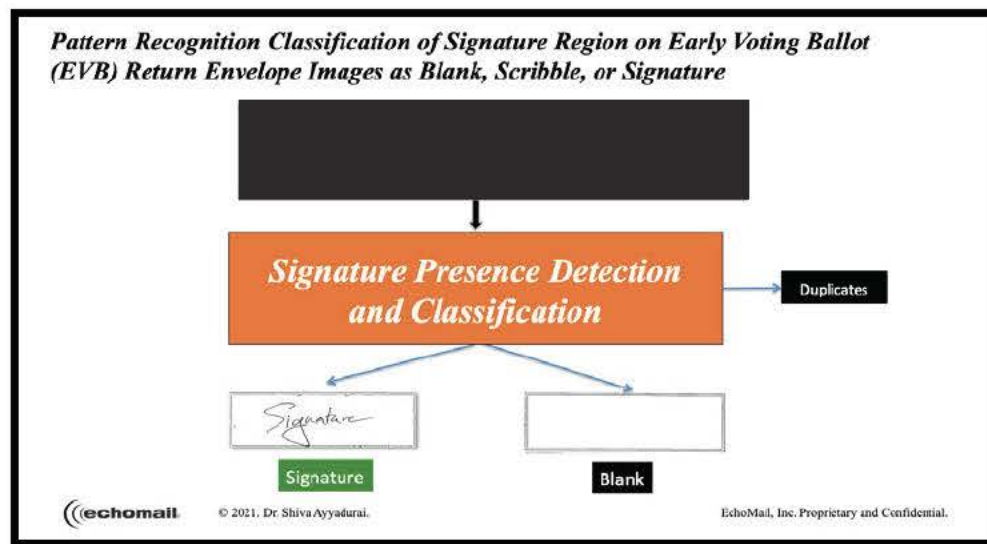 Pattern Recognition Classification of Signature Region on Early Voting Ballot
(EVB) Return Envelope Images as Blank, Scribble, or Signature
Signature Presence Detection
and Classification
Duplicates
Signature
Signature
Blank
((echomail
© 2021. Dr. Shiva Ayyadurai.
EchoMail, Inc. Proprietary and Confidential.